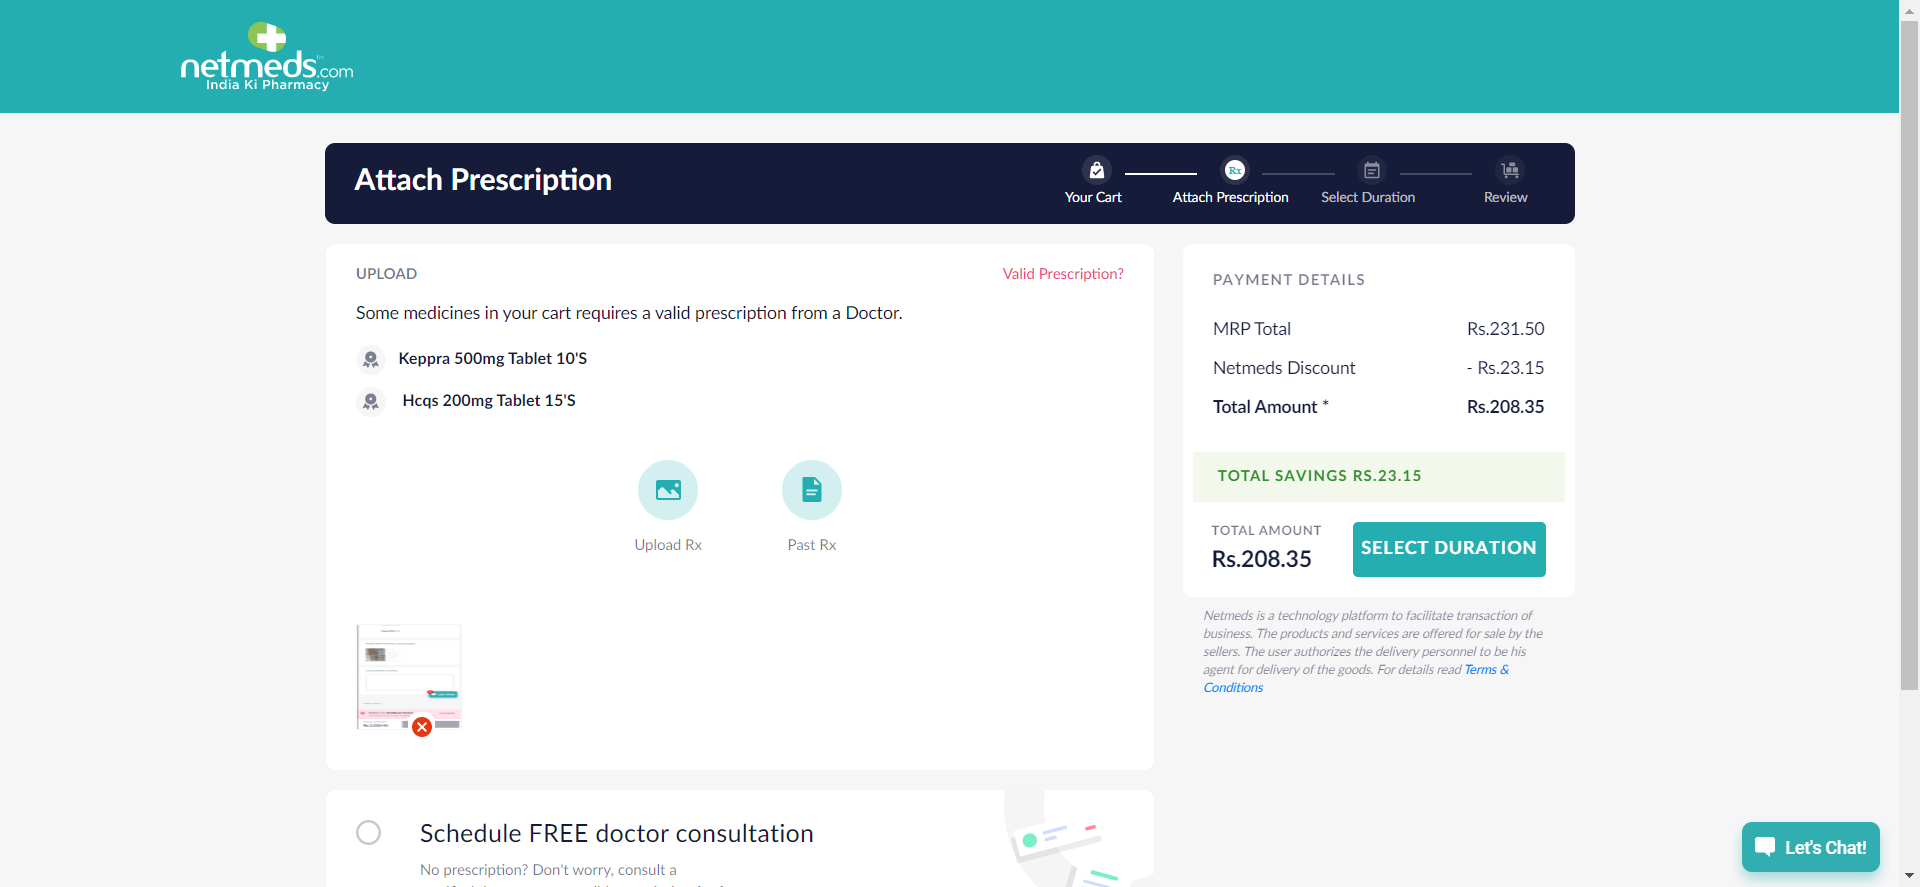 netmeds.com
India Ki Pharmacy
Attach Prescription
Your Cart
Rx
Attach Prescription
Select Duration
Review
UPLOAD
Valid Prescription?
Some medicines in your cart requires a valid prescription from a Doctor.
Keppra 500mg Tablet 10'S
Hcqs 200mg Tablet 15'S
Upload Rx
Past Rx
PAYMENT DETAILS
MRP Total Rs.231.50
Netmeds Discount - Rs.23.15
Total Amount * Rs.208.35
TOTAL SAVINGS RS.23.15
TOTAL AMOUNT
Rs.208.35
SELECT DURATION
Netmeds is a technology platform to facilitate transaction of
business. The products and services are offered for sale by the
sellers. The user authorizes the delivery personnel to be his
agent for delivery of the goods. For details read Terms &
Conditions
Schedule FREE doctor consultation
No prescription? Don't worry, consult a
Let's Chat!